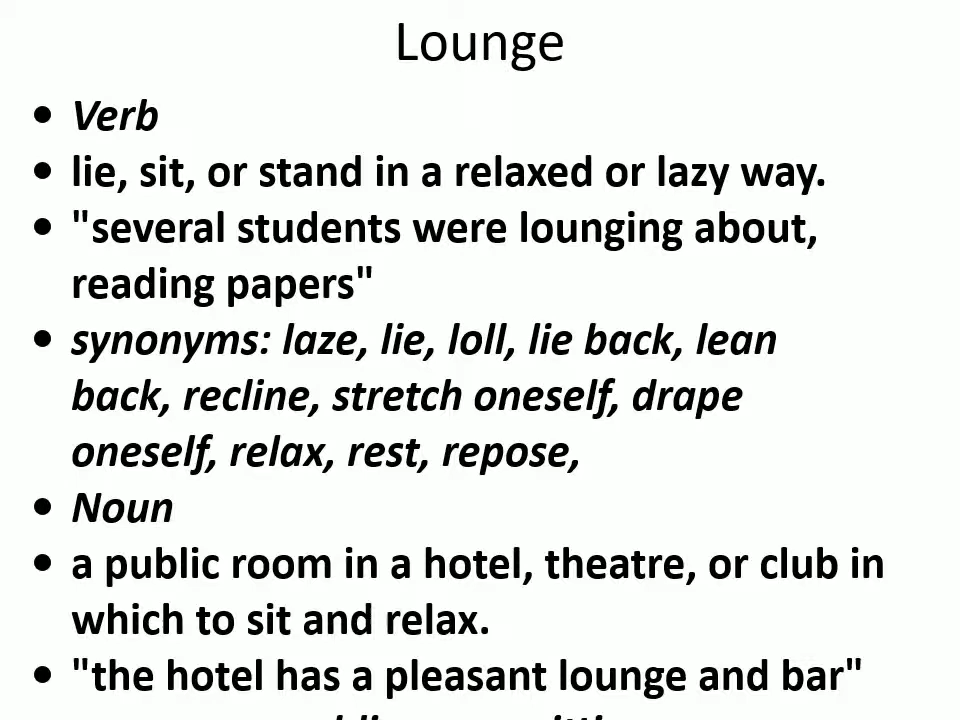 Lounge
• Verb
• lie, sit, or stand in a relaxed or lazy way.
• "several students were lounging about,
reading papers"
• synonyms: laze, lie, loll, lie back, lean
back, recline, stretch oneself, drape
oneself, relax, rest, repose,
• Noun
• a public room in a hotel, theatre, or club in
which to sit and relax.
• "the hotel has a pleasant lounge and bar"